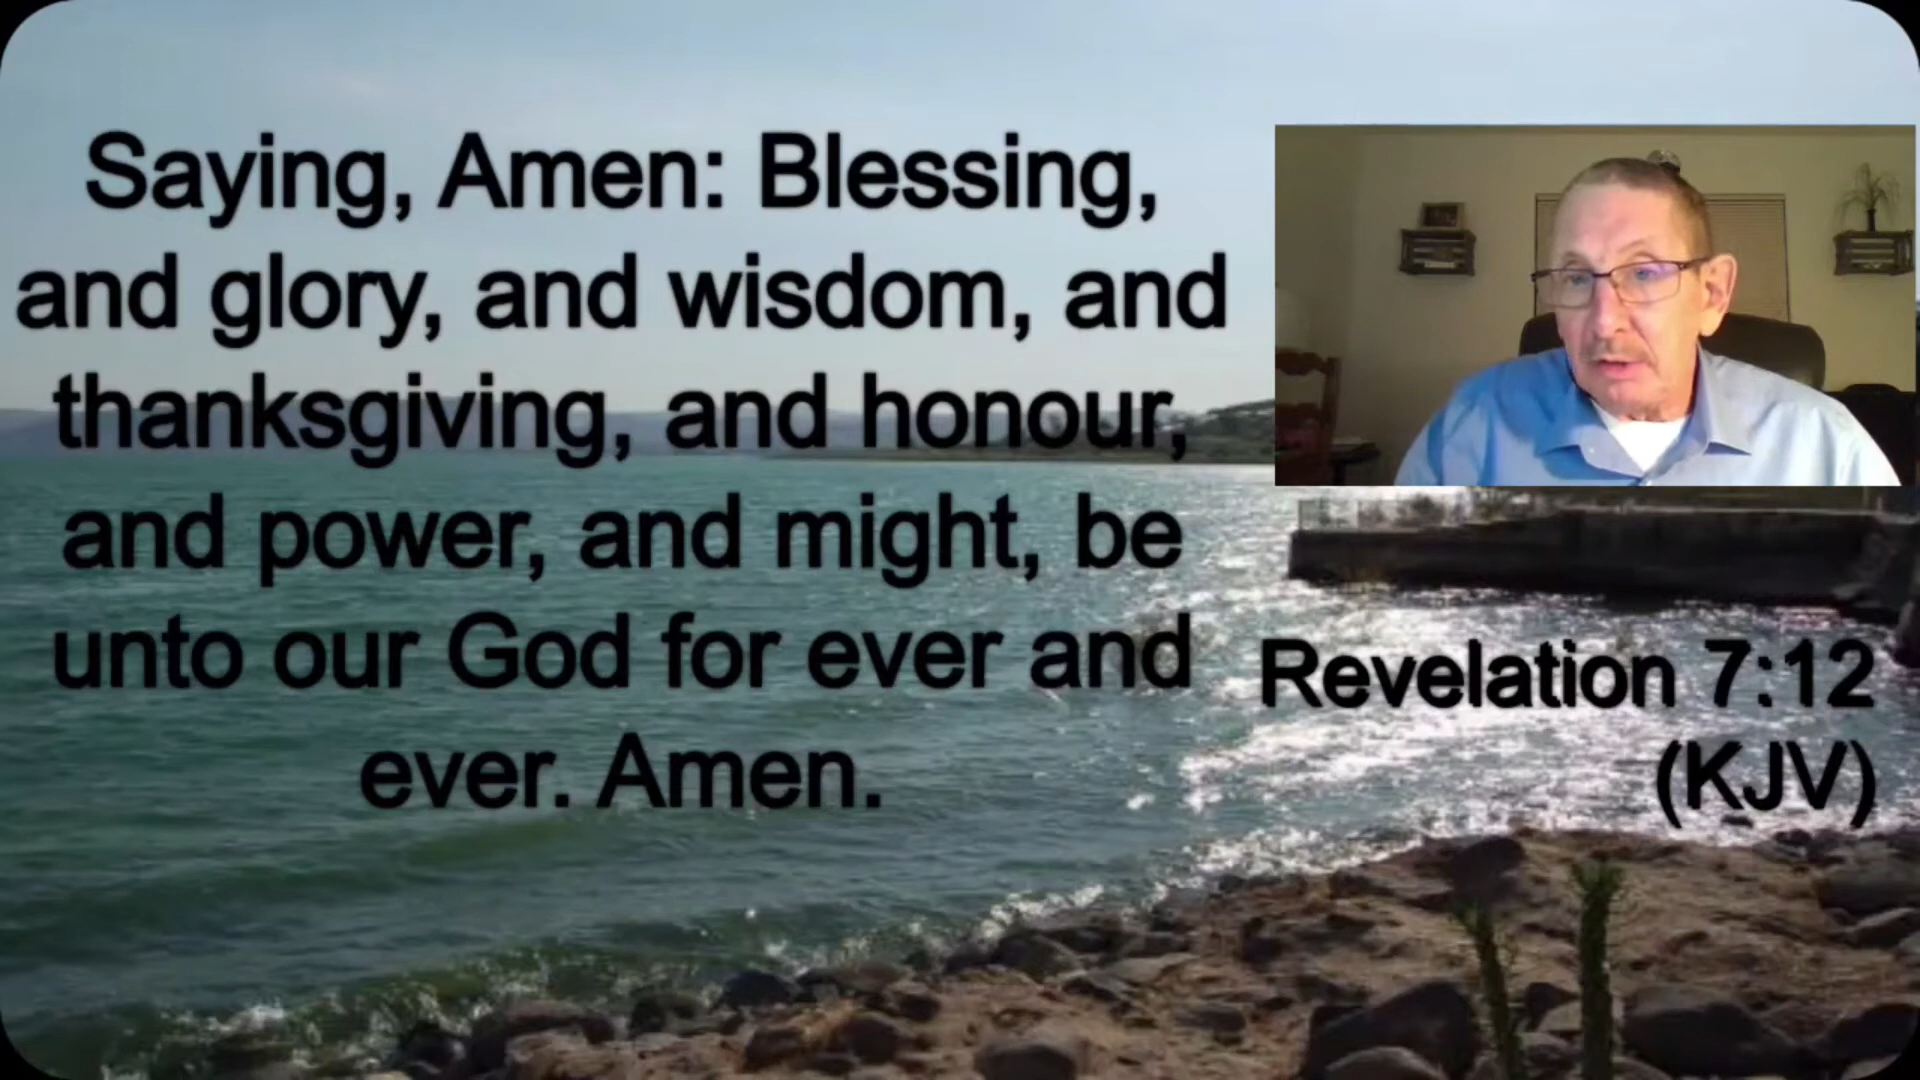 Saying, Amen: Blessing,
and glory, and wisdom, and
thanksgiving, and honour,
and power, and might, be
unto our God for ever and
ever. Amen.
Revelation 7:12
(KJV)